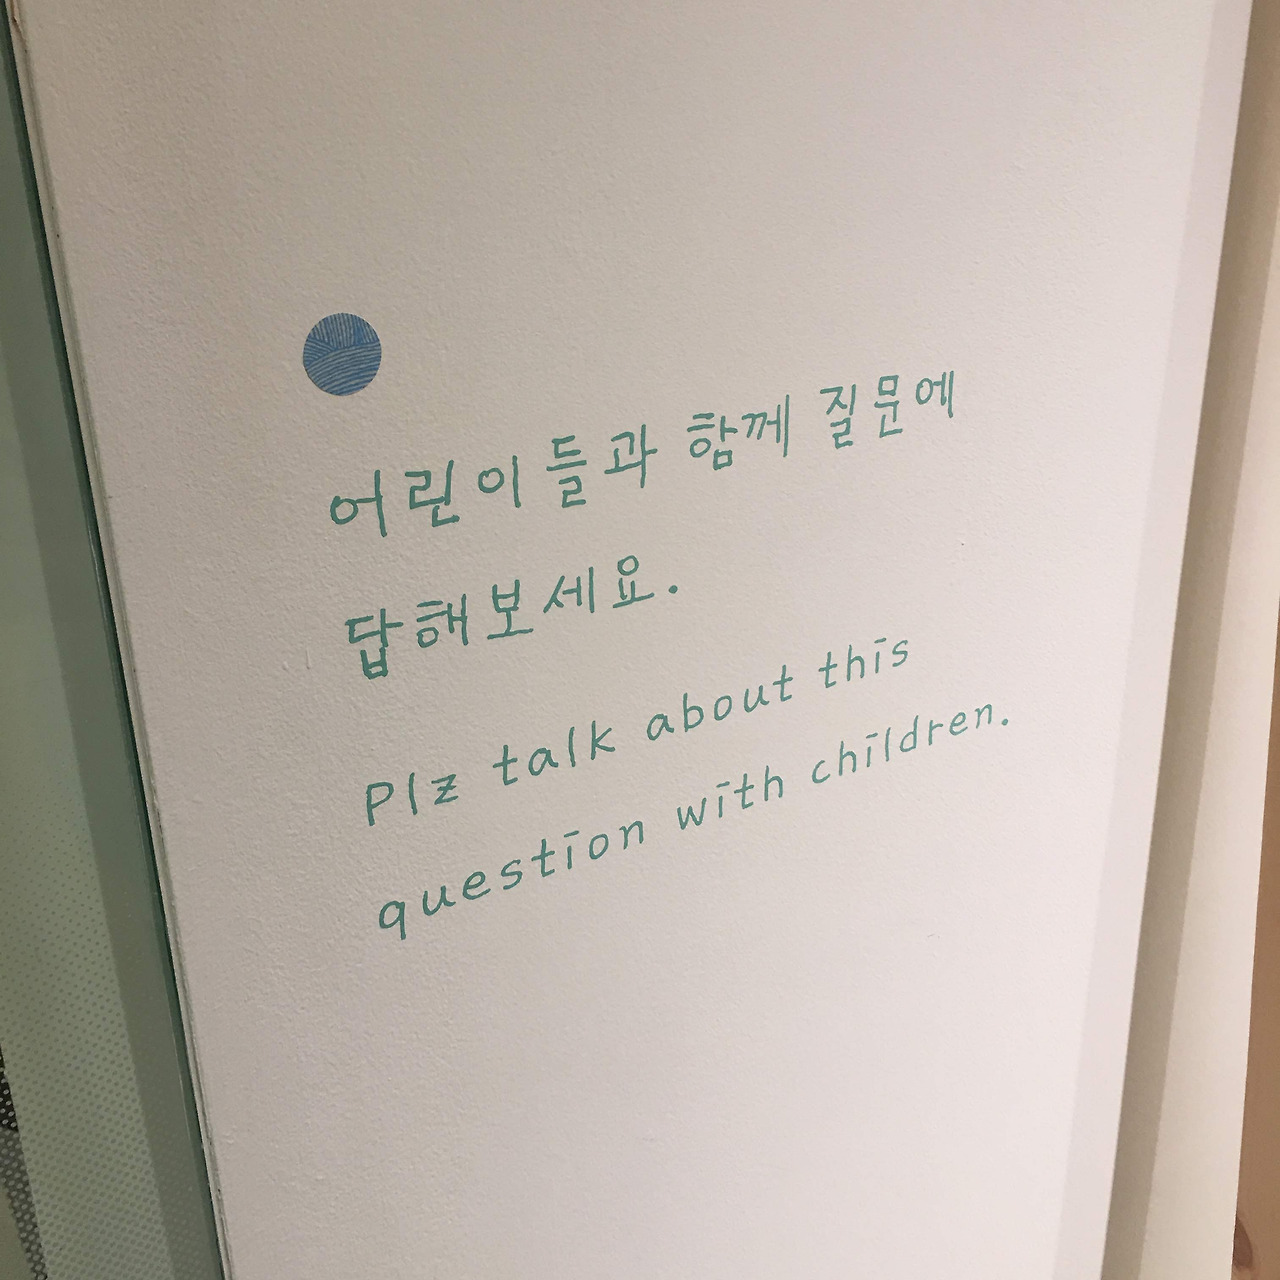 어린이들과 함께 질문에
답해보세요.
Plz talk about this
question with children.